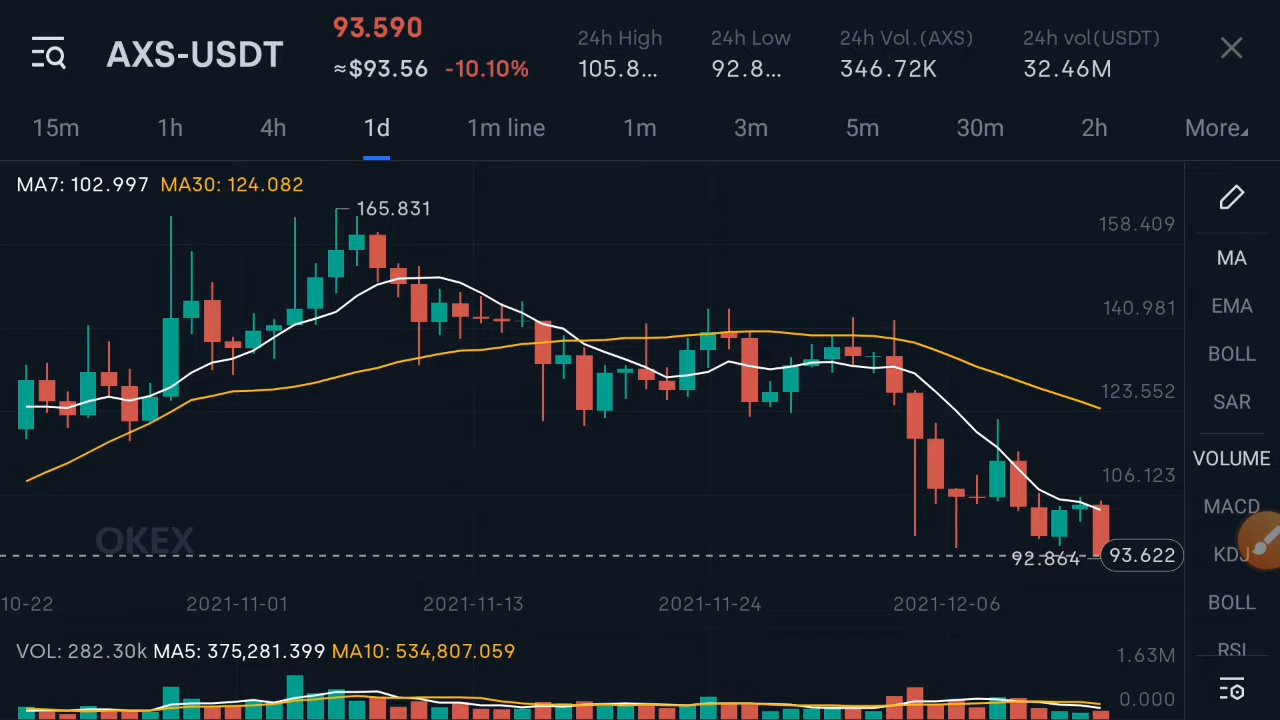 AXS-USDT
93.590
≈$93.56 -10.10%
24h High
105.8...
24h Low
92.8...
24h Vol.(AXS)
346.72K
24h vol(USDT)
32.46M
15m 1h 4h 1d 1m line 1m 3m 5m 30m 2h More
MA7: 102.997 MA30: 124.082
165.831
158.409
140.981
123.552
106.123
92.864
93.622
OKEX
10-22 2021-11-01 2021-11-13 2021-11-24 2021-12-06
VOL: 282.30k MA5: 375,281.399 MA10: 534,807.059
1.63M
0.000
MA
EMA
BOLL
SAR
VOLUME
MACD
KDJ
BOLL
RSI